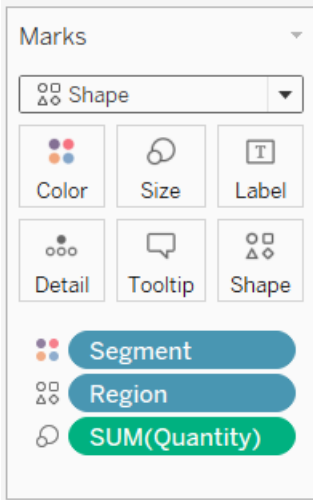 Marks
Shape
Color Size Label
Detail Tooltip Shape
Segment
Region
SUM(Quantity)